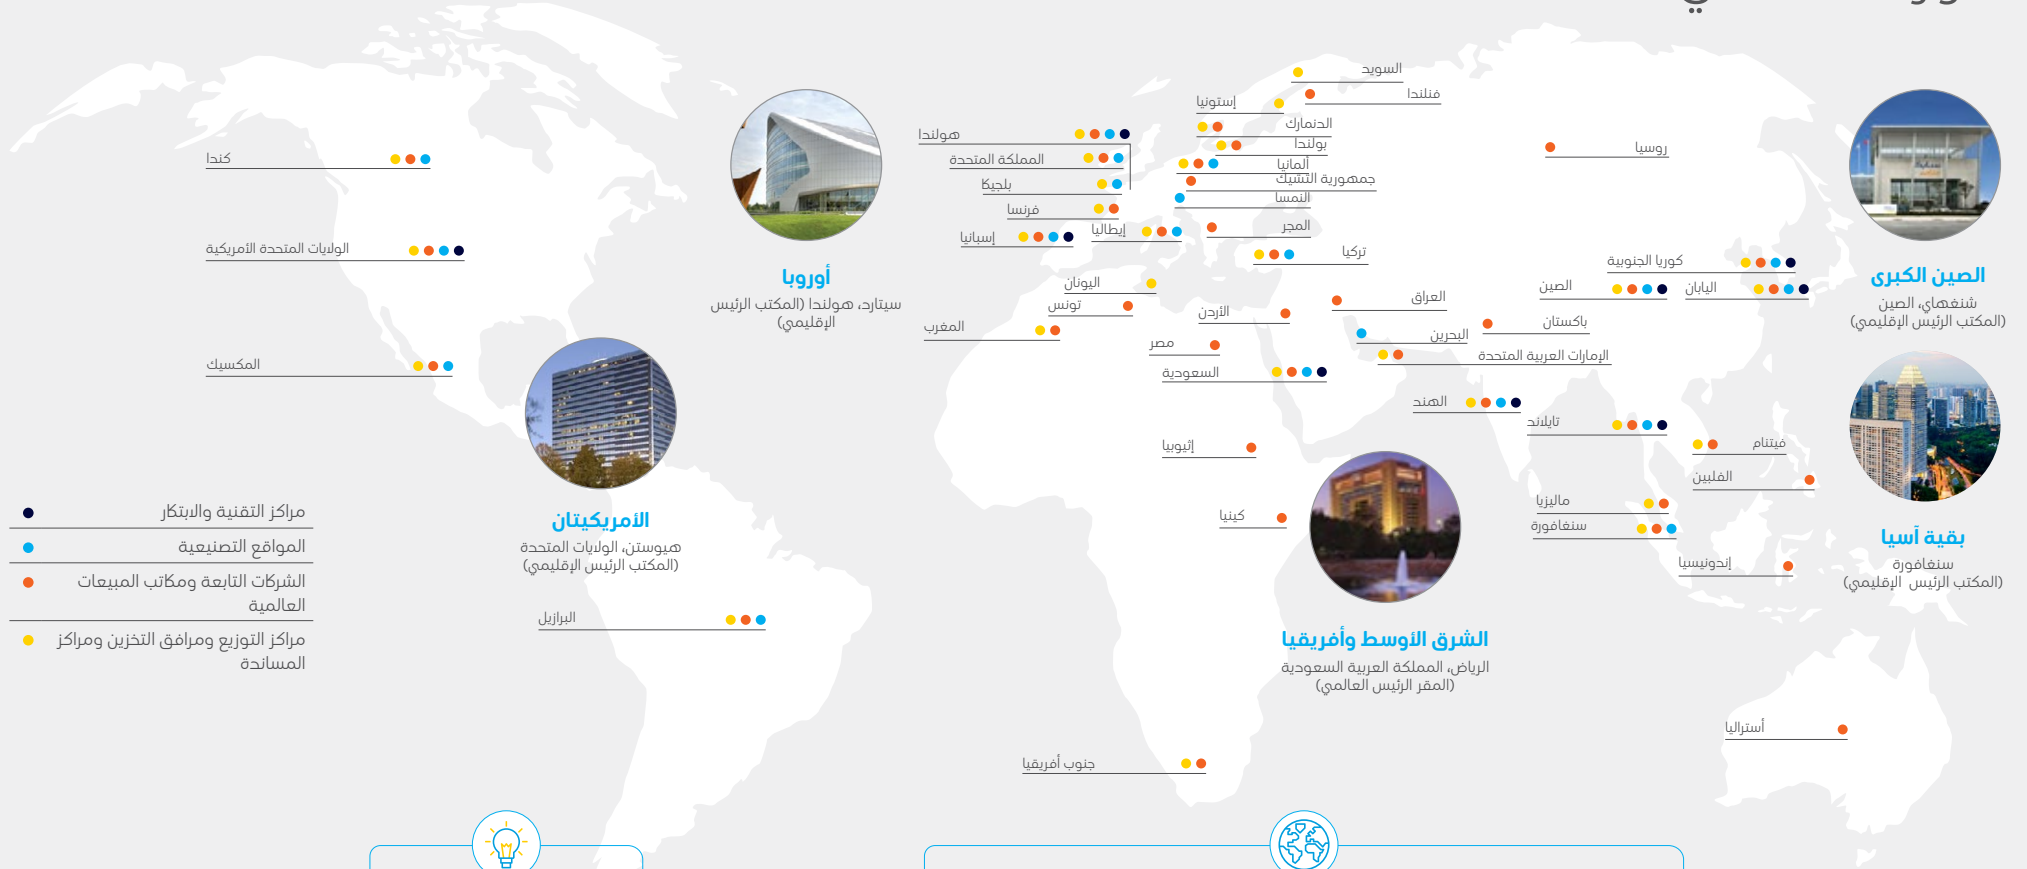 السويد
فنلندا
إستونيا
الدنمارك
بولندا
ألمانيا
جمهورية التشيك
النمسا
المجر
تركيا
هولندا
المملكة المتحدة
بلجيكا
فرنسا
إسبانيا
إيطاليا
اليونان
تونس
المغرب
روسيا
كوريا الجنوبية
الصين
اليابان
العراق
الأردن
باكستان
البحرين
مصر
الإمارات العربية المتحدة
السعودية
الهند
تايلاند
فيتنام
الفلبين
ماليزيا
سنغافورة
إندونيسيا
إثيوبيا
كينيا
جنوب أفريقيا
أستراليا
كندا
الولايات المتحدة الأمريكية
المكسيك
البرازيل
الصين الكبرى
شنغهاي، الصين
(المكتب الرئيس الإقليمي)
بقية آسيا
سنغافورة
(المكتب الرئيس الإقليمي)
أوروبا
سيتارد، هولندا (المكتب الرئيس
الإقليمي)
الشرق الأوسط وأفريقيا
الرياض، المملكة العربية السعودية
(المقر الرئيس العالمي)
الأمريكيتان
هيوستن، الولايات المتحدة
(المكتب الرئيس الإقليمي)
مراكز التقنية والابتكار
المواقع التصنيعية
الشركات التابعة ومكاتب المبيعات
العالمية
مراكز التوزيع ومرافق التخزين ومراكز
المساندة